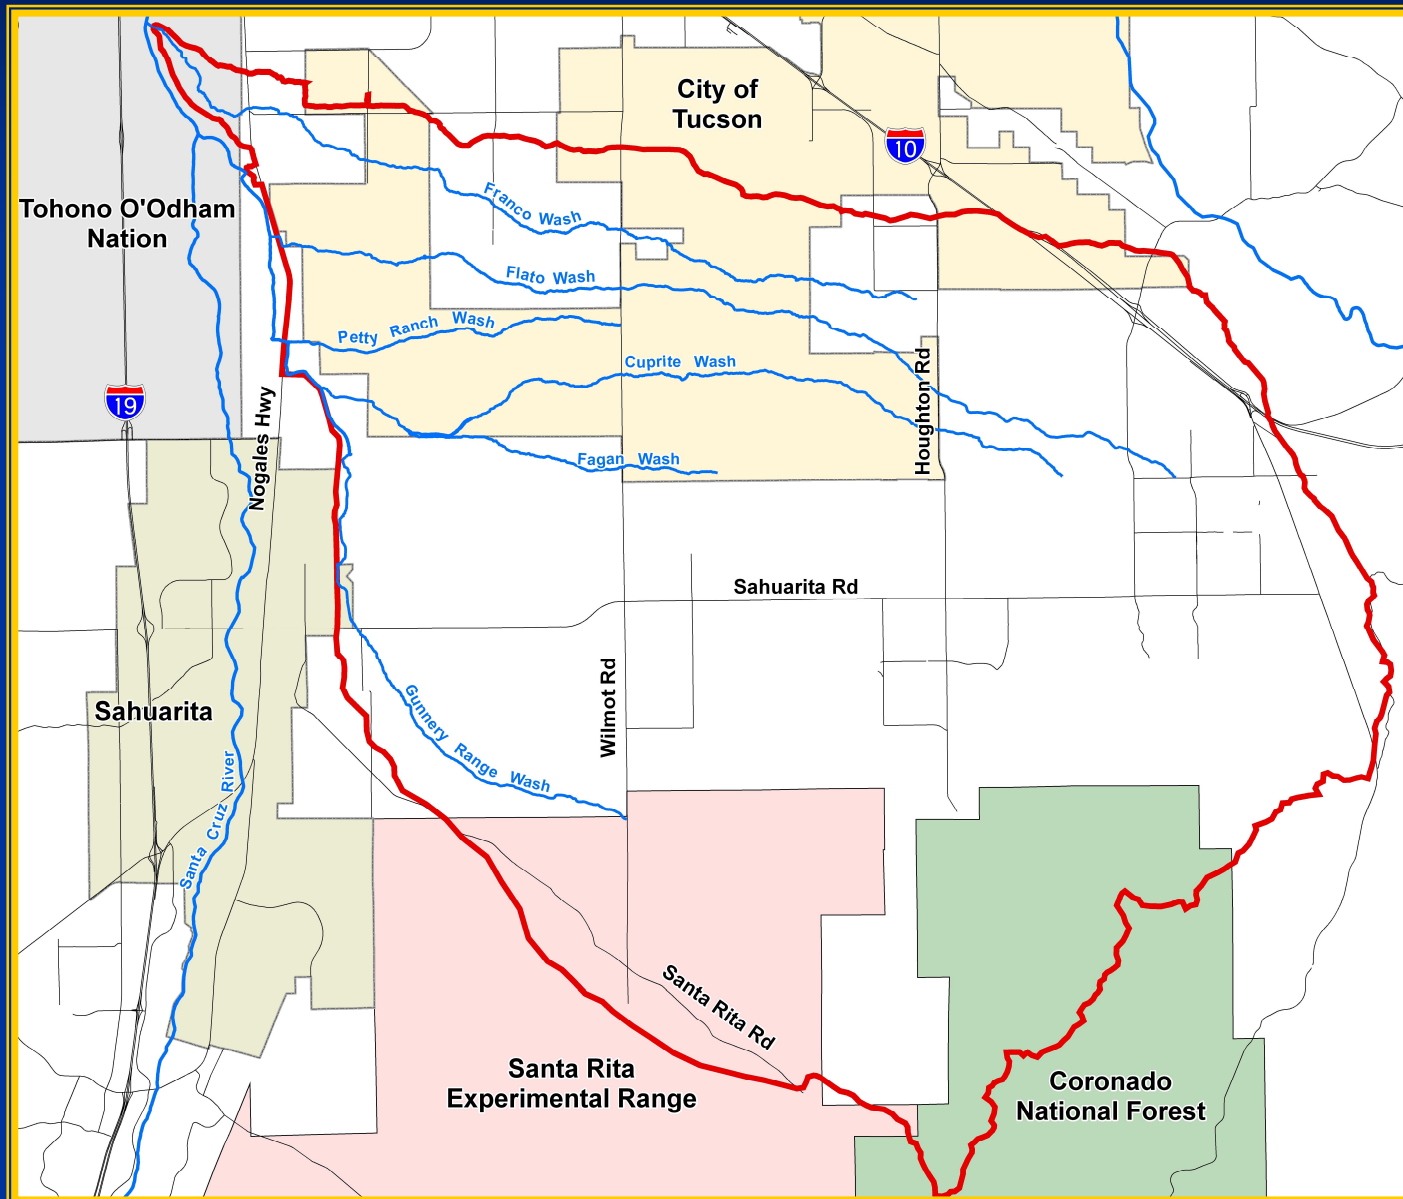 City of
Tucson
10
Tohono O'Odham
Nation
Franco Wash
Flato Wash
Petty Ranch Wash
Cuprite Wash
Houghton Rd
19
Nogales Hwy
Fagan Wash
Sahuarita Rd
Wilmot Rd
Sahuarita
Gunnery Range Wash
Santa Cruz River
Santa Rita Rd
Santa Rita
Experimental Range
Coronado
National Forest